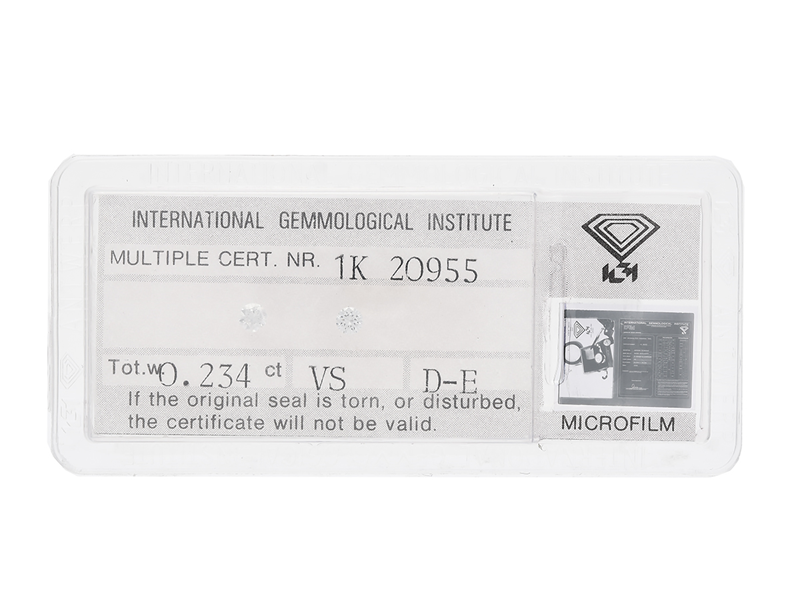 INTERNATIONAL GEMMOLOGICAL INSTITUTE
MULTIPLE CERT. NR. 1K 20955
Tot.w 0.234 ct VS D-E
If the original seal is torn, or disturbed,
the certificate will not be valid.
MICROFILM